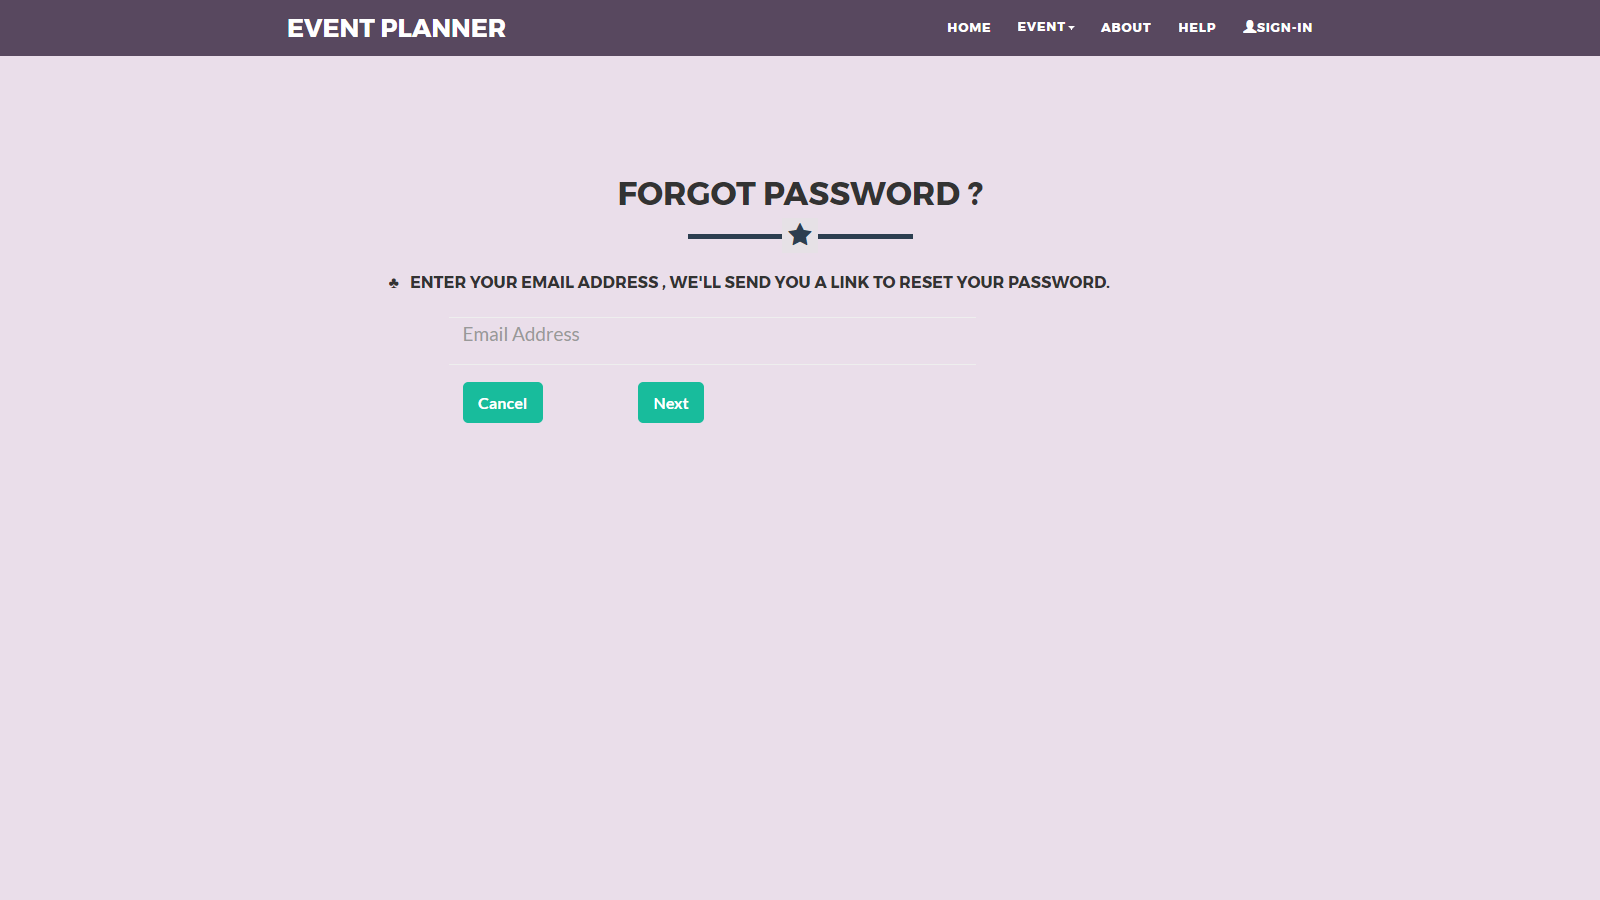 EVENT PLANNER
HOME
EVENT
ABOUT
HELP
SIGN-IN
FORGOT PASSWORD ?
♣ ENTER YOUR EMAIL ADDRESS , WE'LL SEND YOU A LINK TO RESET YOUR PASSWORD.
Email Address
Cancel
Next